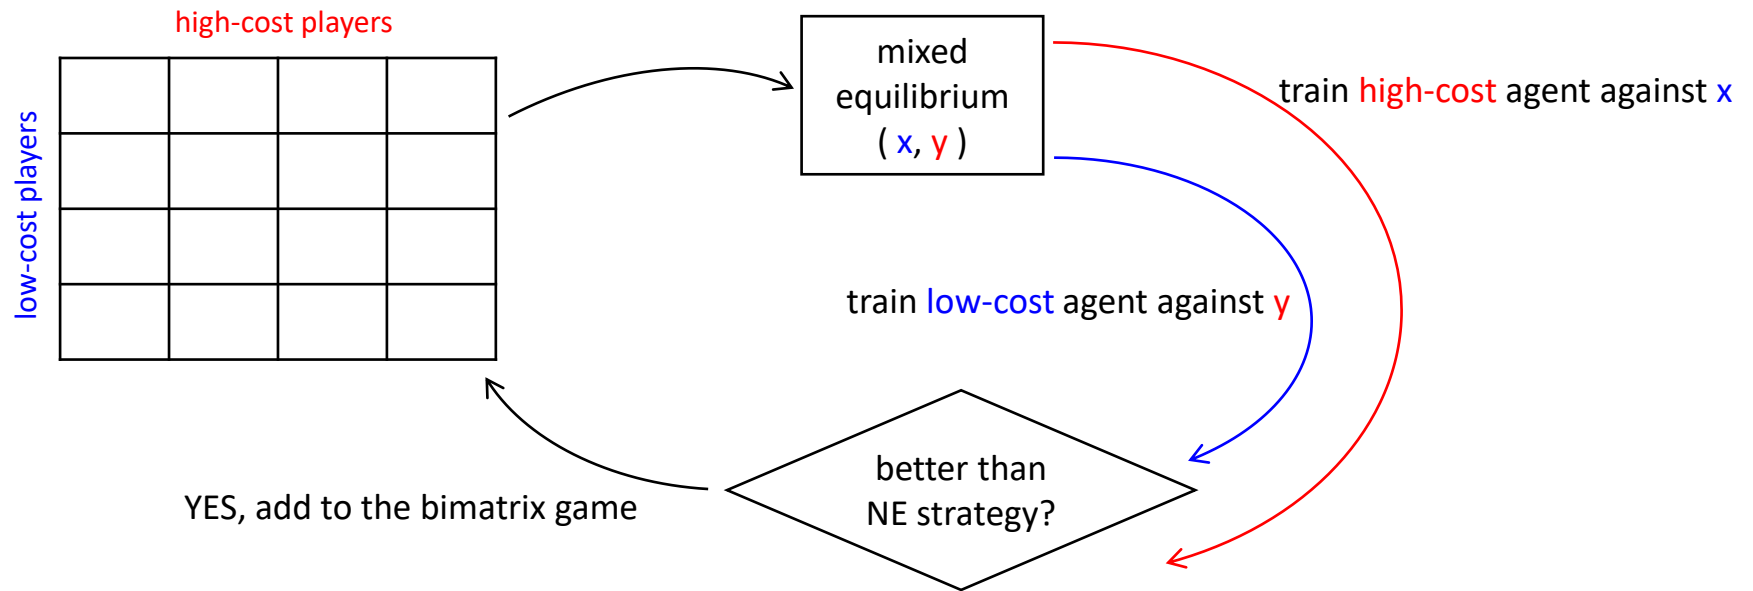 high-cost players
low-cost players
mixed
equilibrium
( x, y )
train high-cost agent against x
train low-cost agent against y
better than
NE strategy?
YES, add to the bimatrix game